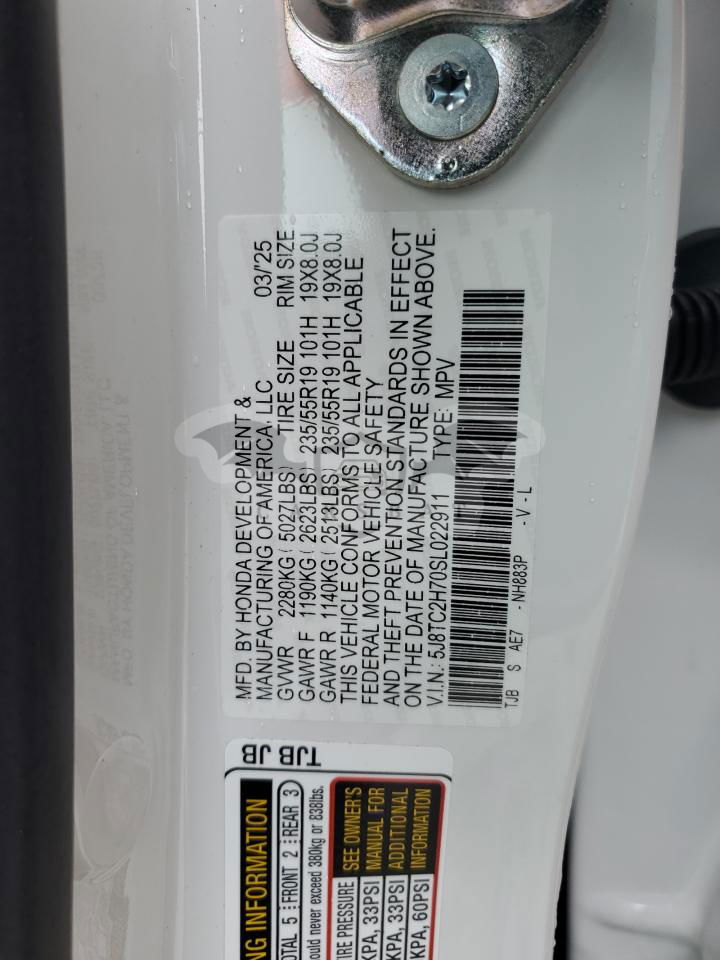 MFD. BY HONDA DEVELOPMENT &
MANUFACTURING OF AMERICA, LLC 03/'25
GVWR 2280KG( 5027LBS) TIRE SIZE RIM SIZE
GAWR F 1190KG( 2623LBS) 235/55R19 101H 19X8.0J
GAWR R 1140KG( 2513LBS) 235/55R19 101H 19X8.0J
THIS VEHICLE CONFORMS TO ALL APPLICABLE
FEDERAL MOTOR VEHICLE SAFETY
AND THEFT PREVENTION STANDARDS IN EFFECT
ON THE DATE OF MANUFACTURE SHOWN ABOVE.
V.I.N.: 5J8TC2H70SL022911 TYPE: MPV
TJB S AE7 -NH883P -V-L
TJB JB
NG INFORMATION
OTAL 5 FRONT 2 REAR 3
ould never exceed 380kg or 838lbs.
TIRE PRESSURE
KPA, 33PSI
KPA, 33PSI
KPA, 60PSI
SEE OWNER'S
MANUAL FOR
ADDITIONAL
INFORMATION